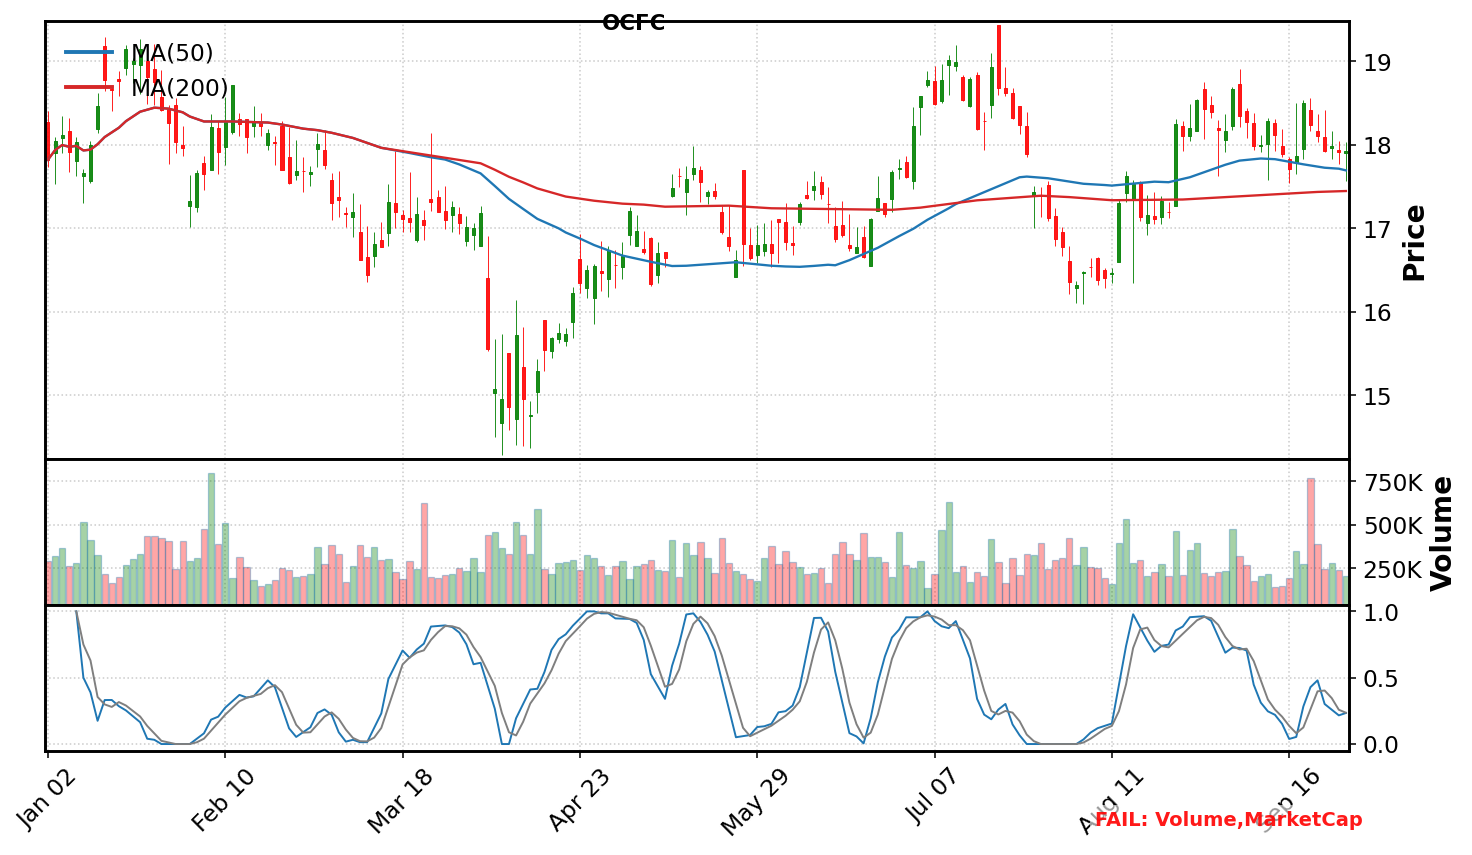 OCFC
MA(50)
MA(200)
19
18
17
16
15
Price
750K
500K
250K
Volume
1.0
0.5
0.0
Jan 02
Feb 10
Mar 18
Apr 23
May 29
Jul 07
Aug 11
Sep 16
FAIL: Volume,MarketCap